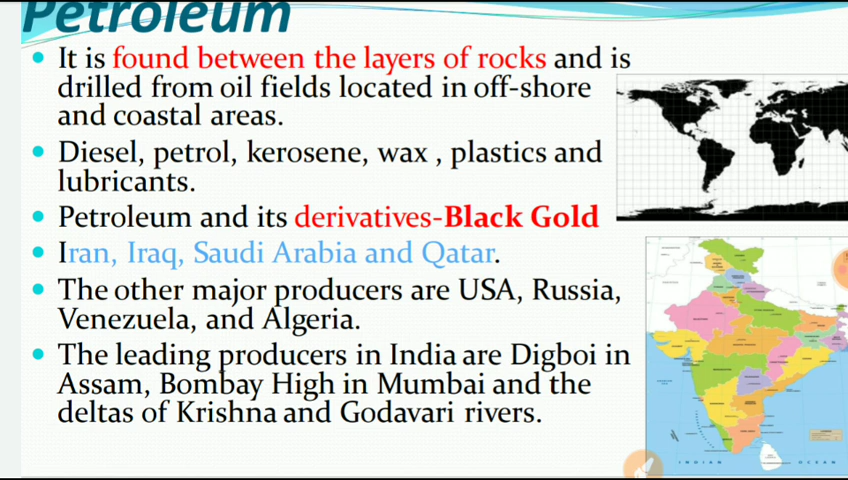 Petroleum
It is found between the layers of rocks and is
drilled from oil fields located in off-shore
and coastal areas.
Diesel, petrol, kerosene, wax , plastics and
lubricants.
Petroleum and its derivatives-Black Gold
Iran, Iraq, Saudi Arabia and Qatar.
The other major producers are USA, Russia,
Venezuela, and Algeria.
The leading producers in India are Digboi in
Assam, Bombay High in Mumbai and the
deltas of Krishna and Godavari rivers.
INDIAN OCEAN